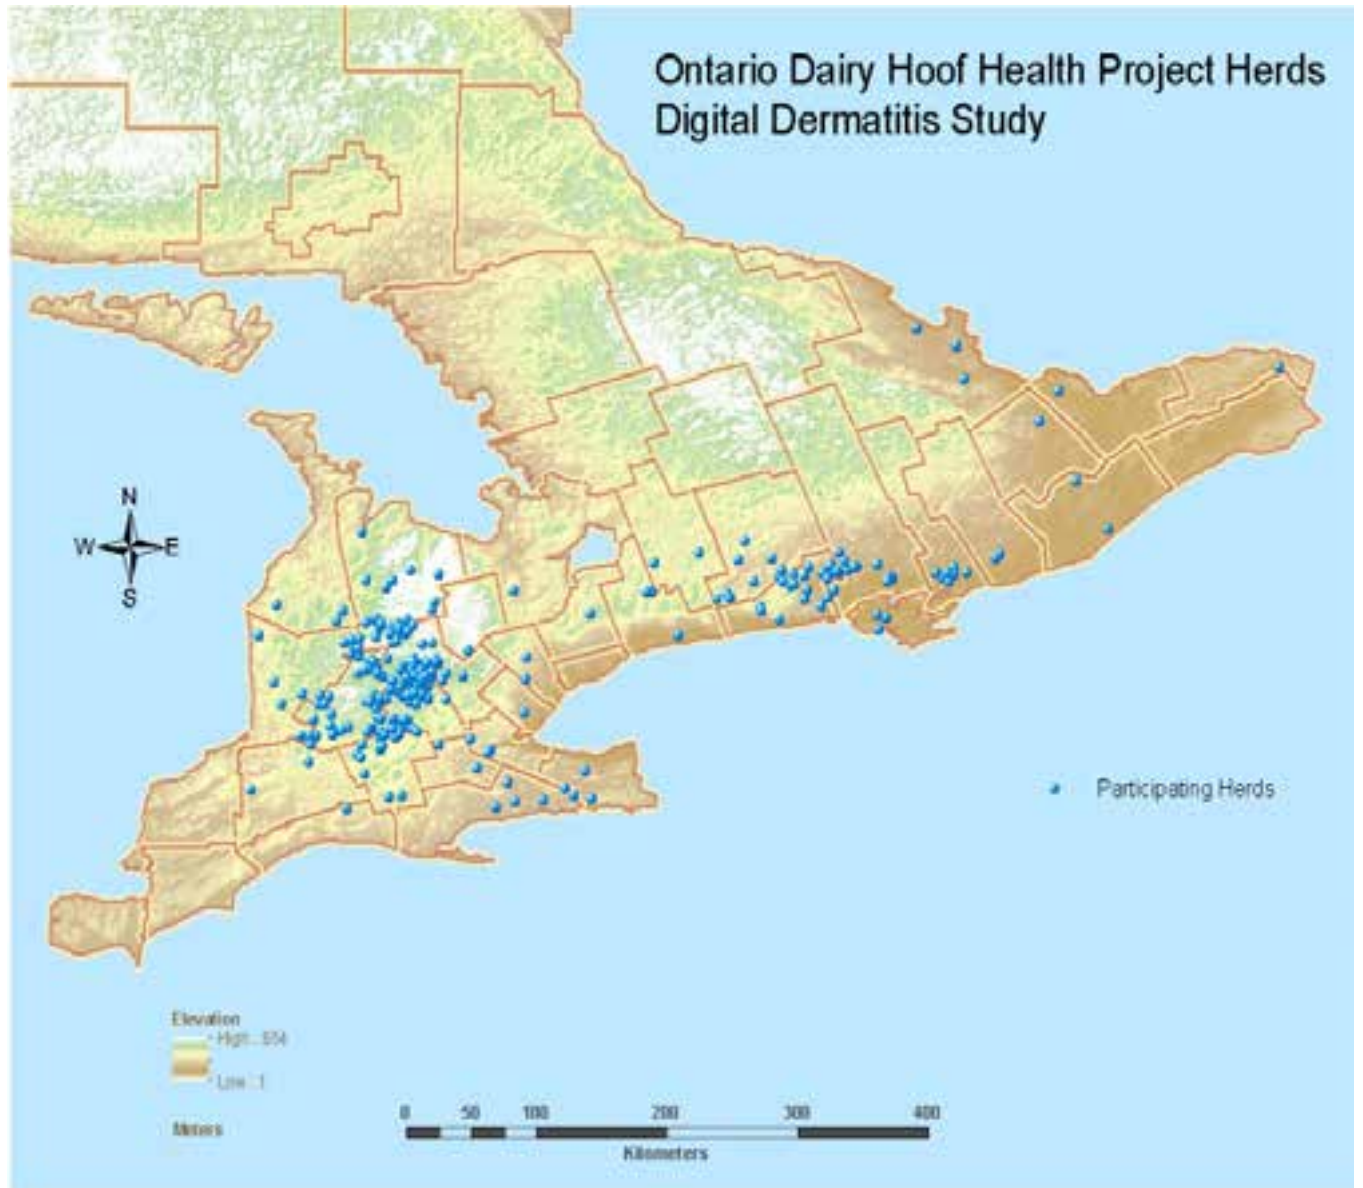 Ontario Dairy Hoof Health Project Herds
Digital Dermatitis Study
N
W E
S
Participating Herds
Elevation
High :
Low : 1
Meters
0 50 100 200 300 400
Kilometers